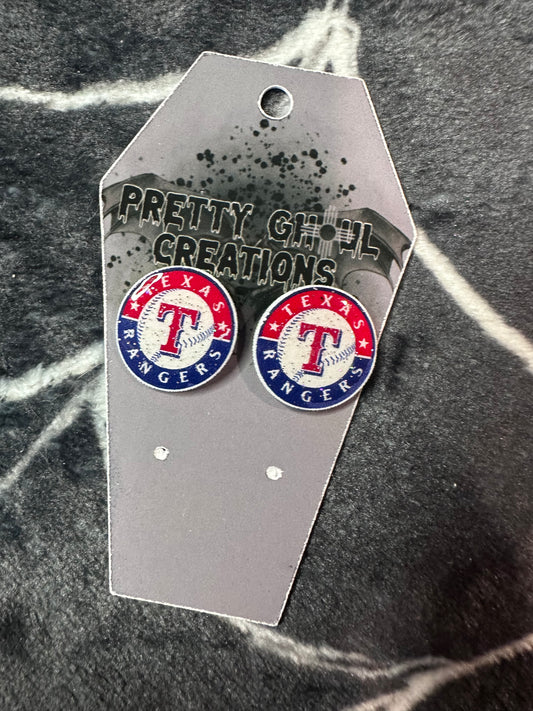 PRETTY GHOUL
CREATIONS
TEXAS
T
RANGERS
TEXAS
T
RANGERS